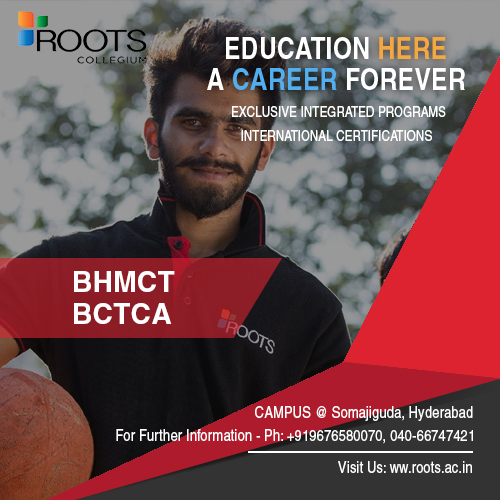 ROOTS
COLLEGIUM
EDUCATION HERE
A CAREER FOREVER
EXCLUSIVE INTEGRATED PROGRAMS
INTERNATIONAL CERTIFICATIONS
BHMCT
BCTCA
ROOTS
CAMPUS @ Somajiguda, Hyderabad
For Further Information - Ph: +919676580070, 040-66747421
Visit Us: ww.roots.ac.in